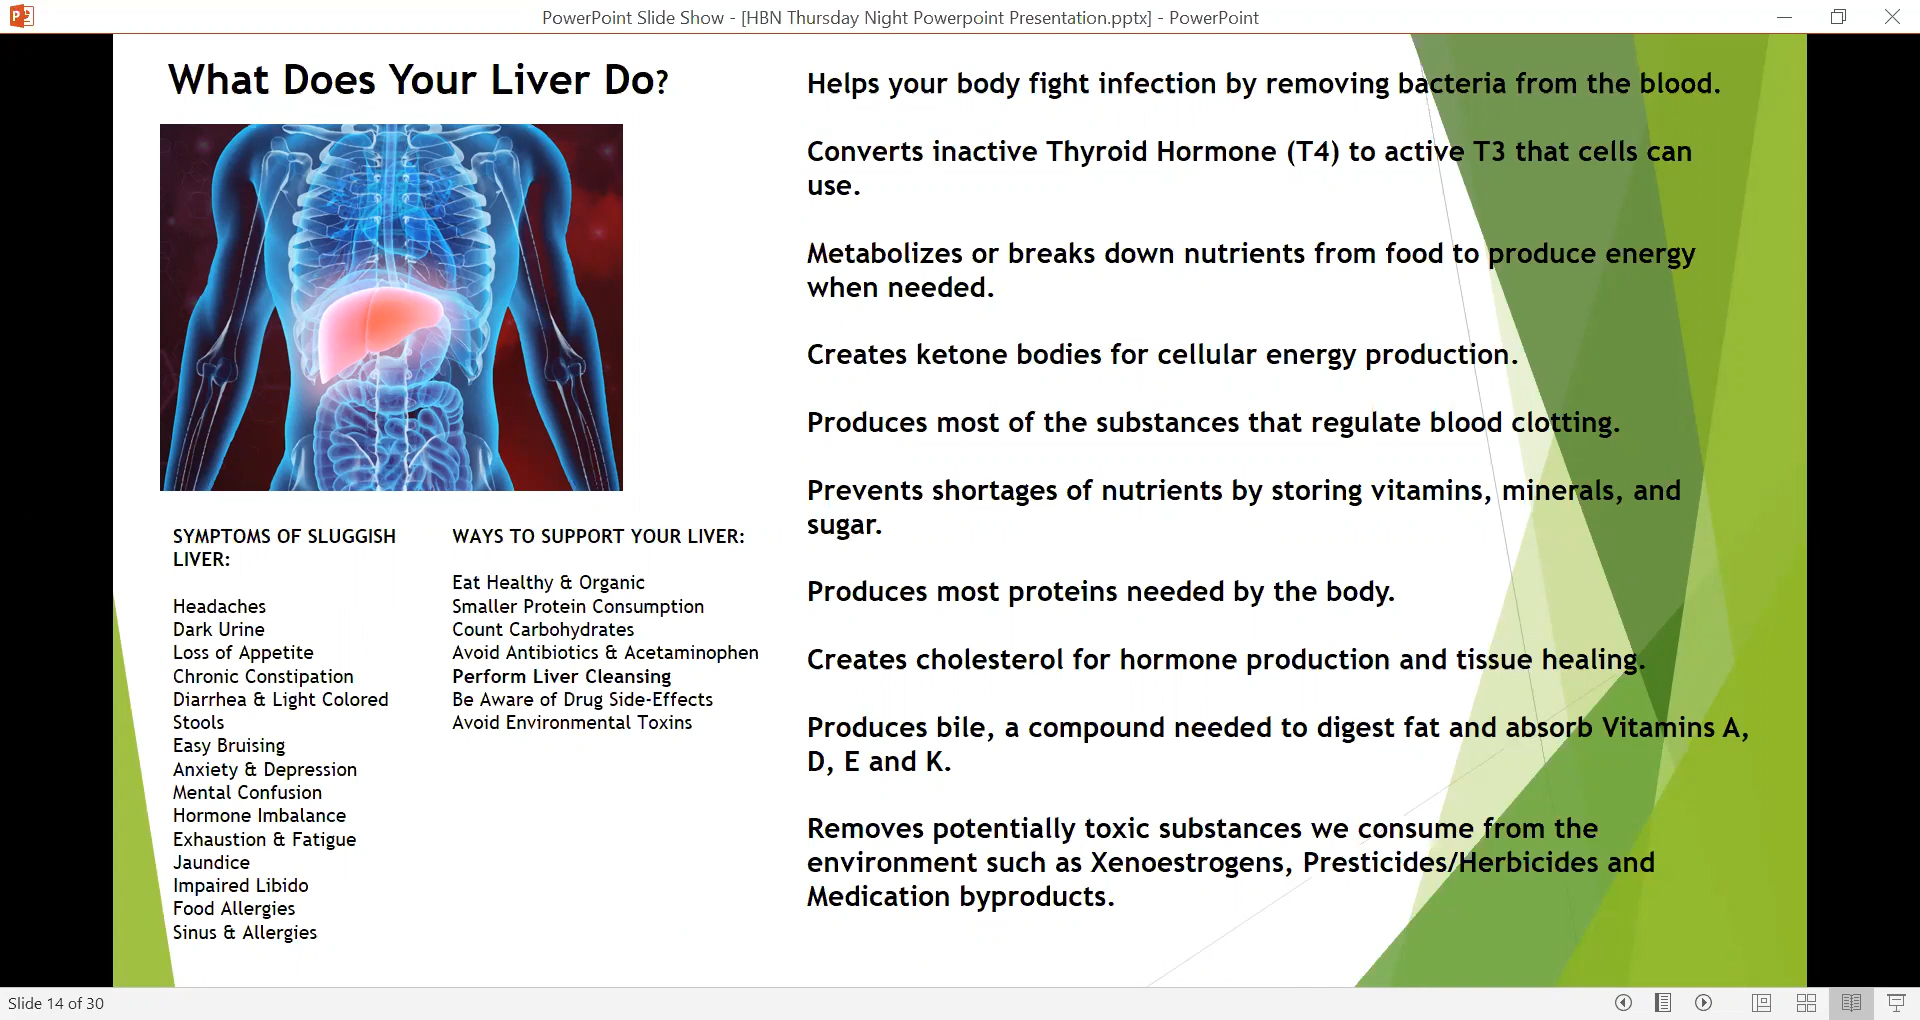 PowerPoint Slide Show - [HBN Thursday Night Powerpoint Presentation.pptx] - PowerPoint
What Does Your Liver Do?
SYMPTOMS OF SLUGGISH
LIVER:
Headaches
Dark Urine
Loss of Appetite
Chronic Constipation
Diarrhea & Light Colored
Stools
Easy Bruising
Anxiety & Depression
Mental Confusion
Hormone Imbalance
Exhaustion & Fatigue
Jaundice
Impaired Libido
Food Allergies
Sinus & Allergies
WAYS TO SUPPORT YOUR LIVER:
Eat Healthy & Organic
Smaller Protein Consumption
Count Carbohydrates
Avoid Antibiotics & Acetaminophen
Perform Liver Cleansing
Be Aware of Drug Side-Effects
Avoid Environmental Toxins
Helps your body fight infection by removing bacteria from the blood.
Converts inactive Thyroid Hormone (T4) to active T3 that cells can
use.
Metabolizes or breaks down nutrients from food to produce energy
when needed.
Creates ketone bodies for cellular energy production.
Produces most of the substances that regulate blood clotting.
Prevents shortages of nutrients by storing vitamins, minerals, and
sugar.
Produces most proteins needed by the body.
Creates cholesterol for hormone production and tissue healing.
Produces bile, a compound needed to digest fat and absorb Vitamins A,
D, E and K.
Removes potentially toxic substances we consume from the
environment such as Xenoestrogens, Presticides/Herbicides and
Medication byproducts.
Slide 14 of 30